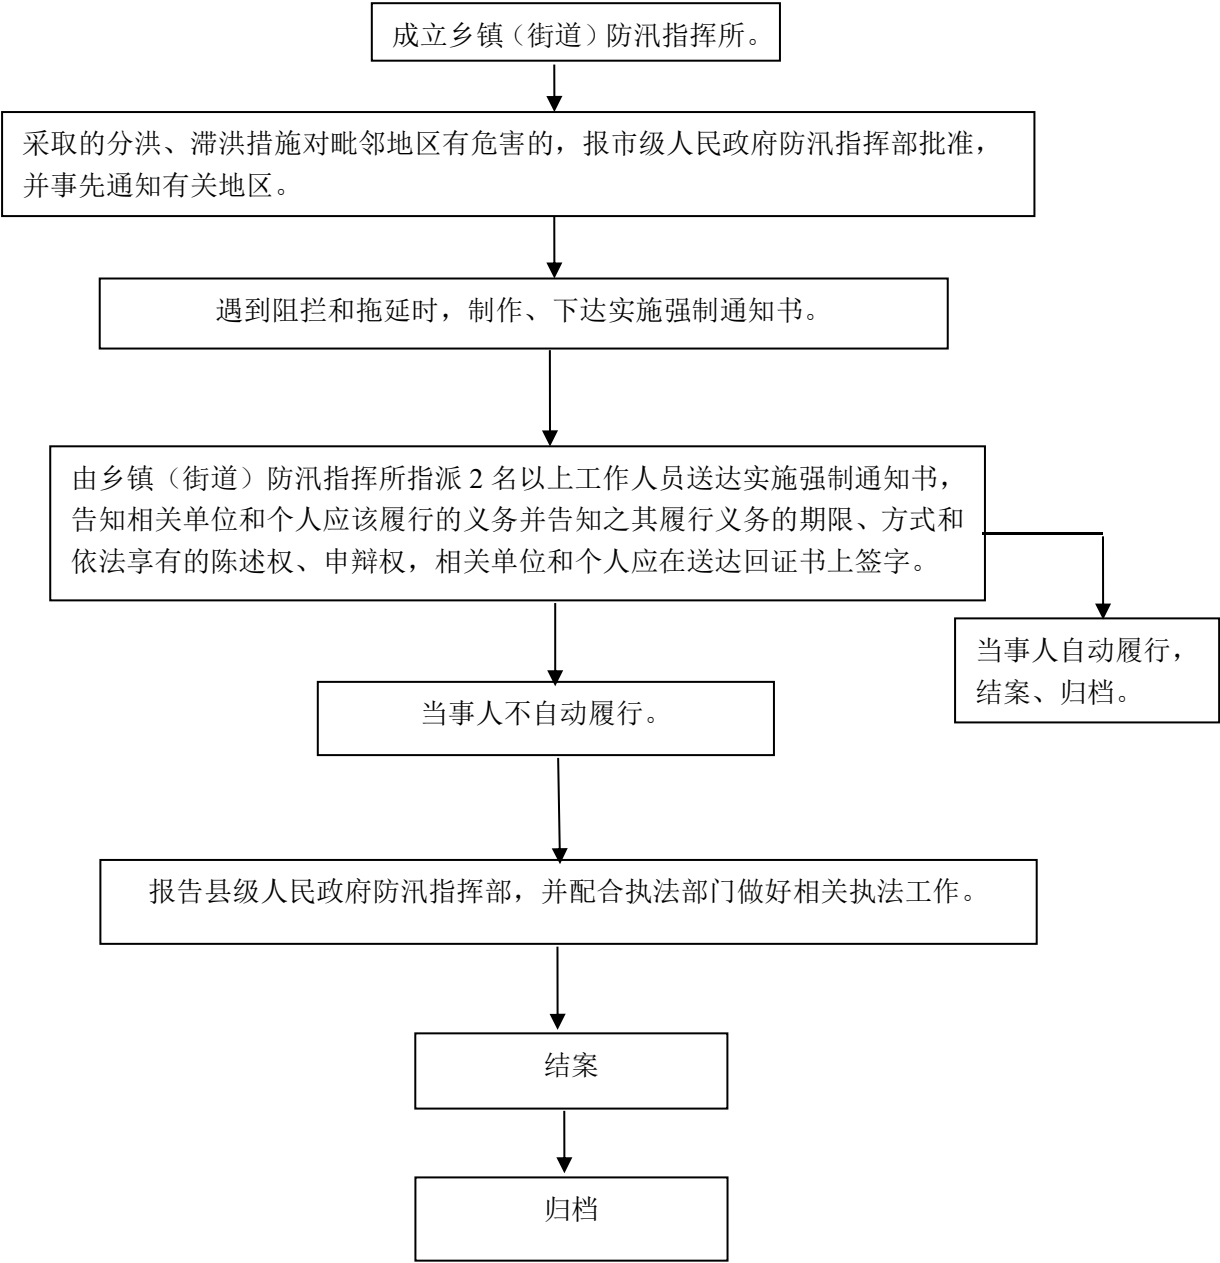 成立乡镇（街道）防汛指挥所。
采取的分洪、滞洪措施对毗邻地区有危害的，报市级人民政府防汛指挥部批准，
并事先通知有关地区。
遇到阻拦和拖延时，制作、下达实施强制通知书。
由乡镇（街道）防汛指挥所指派 2 名以上工作人员送达实施强制通知书，
告知相关单位和个人应该履行的义务并告知之其履行义务的期限、方式和
依法享有的陈述权、申辩权，相关单位和个人应在送达回证书上签字。
当事人自动履行，
结案、归档。
当事人不自动履行。
报告县级人民政府防汛指挥部，并配合执法部门做好相关执法工作。
结案
归档